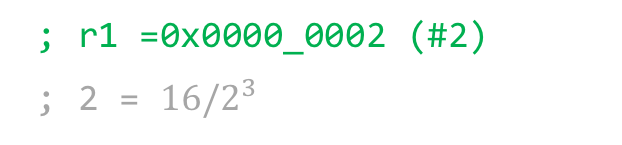 ; r1 =0x0000_0002 (#2)
; 2 = 16/2³